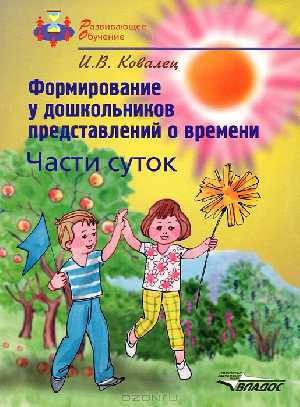 Развивающее
Обучение
И.В. Ковалец
Формирование
у дошкольников
представлений о времени
Части суток
ВЛАДОС
ozon.ru